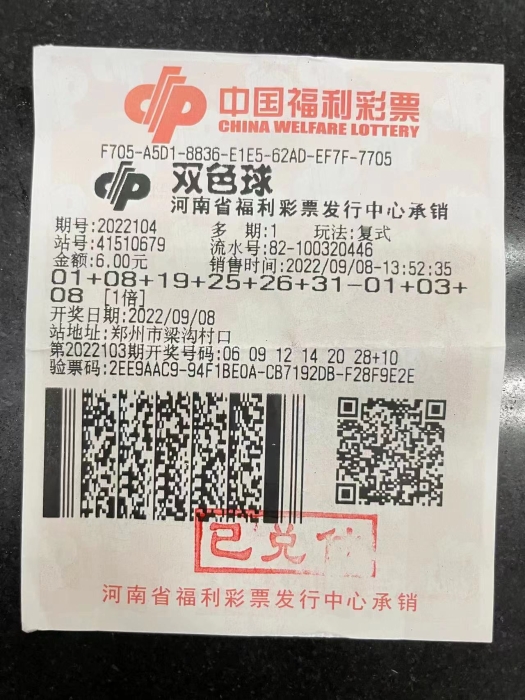 中国福利彩票
CHINA WELFARE LOTTERY
F705-A5D1-8836-E1E5-62AD-EF7F-7705
双色球
河南省福利彩票发行中心承销
期号:2022104 多 期:1 玩法:复式
站号:41510679 流水号:82-100320446
金额:6.00元 销售时间:2022/09/08-13:52:35
01+08+19+25+26+31-01+03+
08 [1倍]
开奖日期:2022/09/08
站地址:郑州市梁沟村口
第2022103期开奖号码:06 09 12 14 20 28+10
验票码:2EE9AAC9-94F1BE0A-CB7192DB-F28F9E2E
已兑付
河南省福利彩票发行中心承销